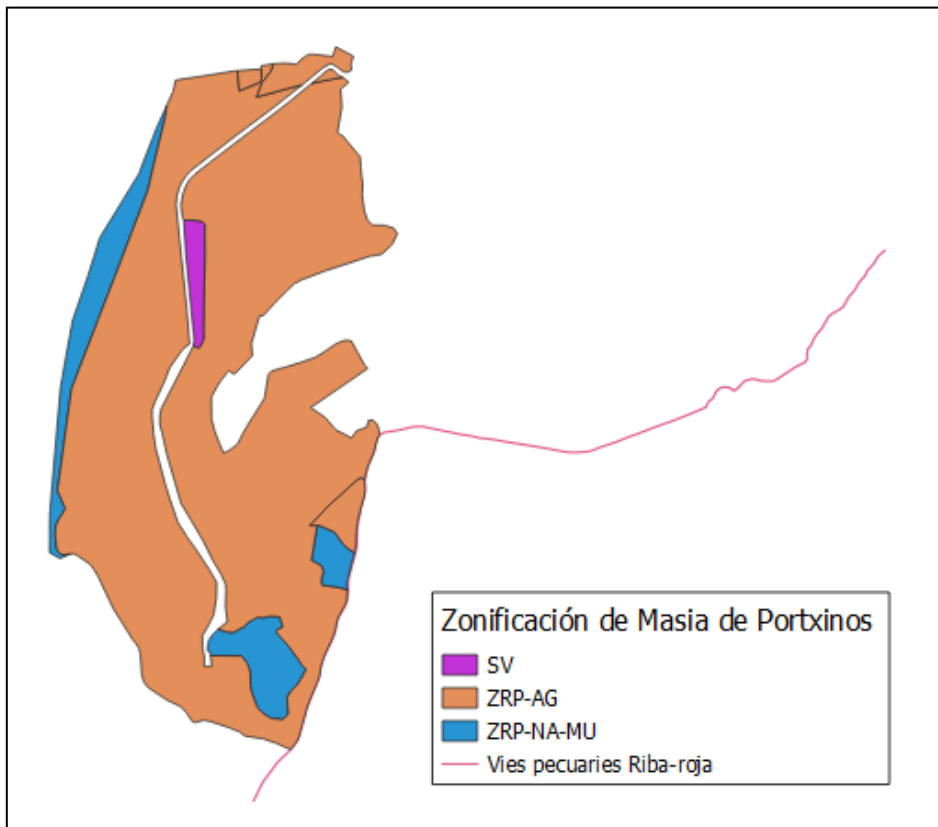 Zonificación de Masia de Portxinos
SV
ZRP-AG
ZRP-NA-MU
Vies pecuaries Riba-roja